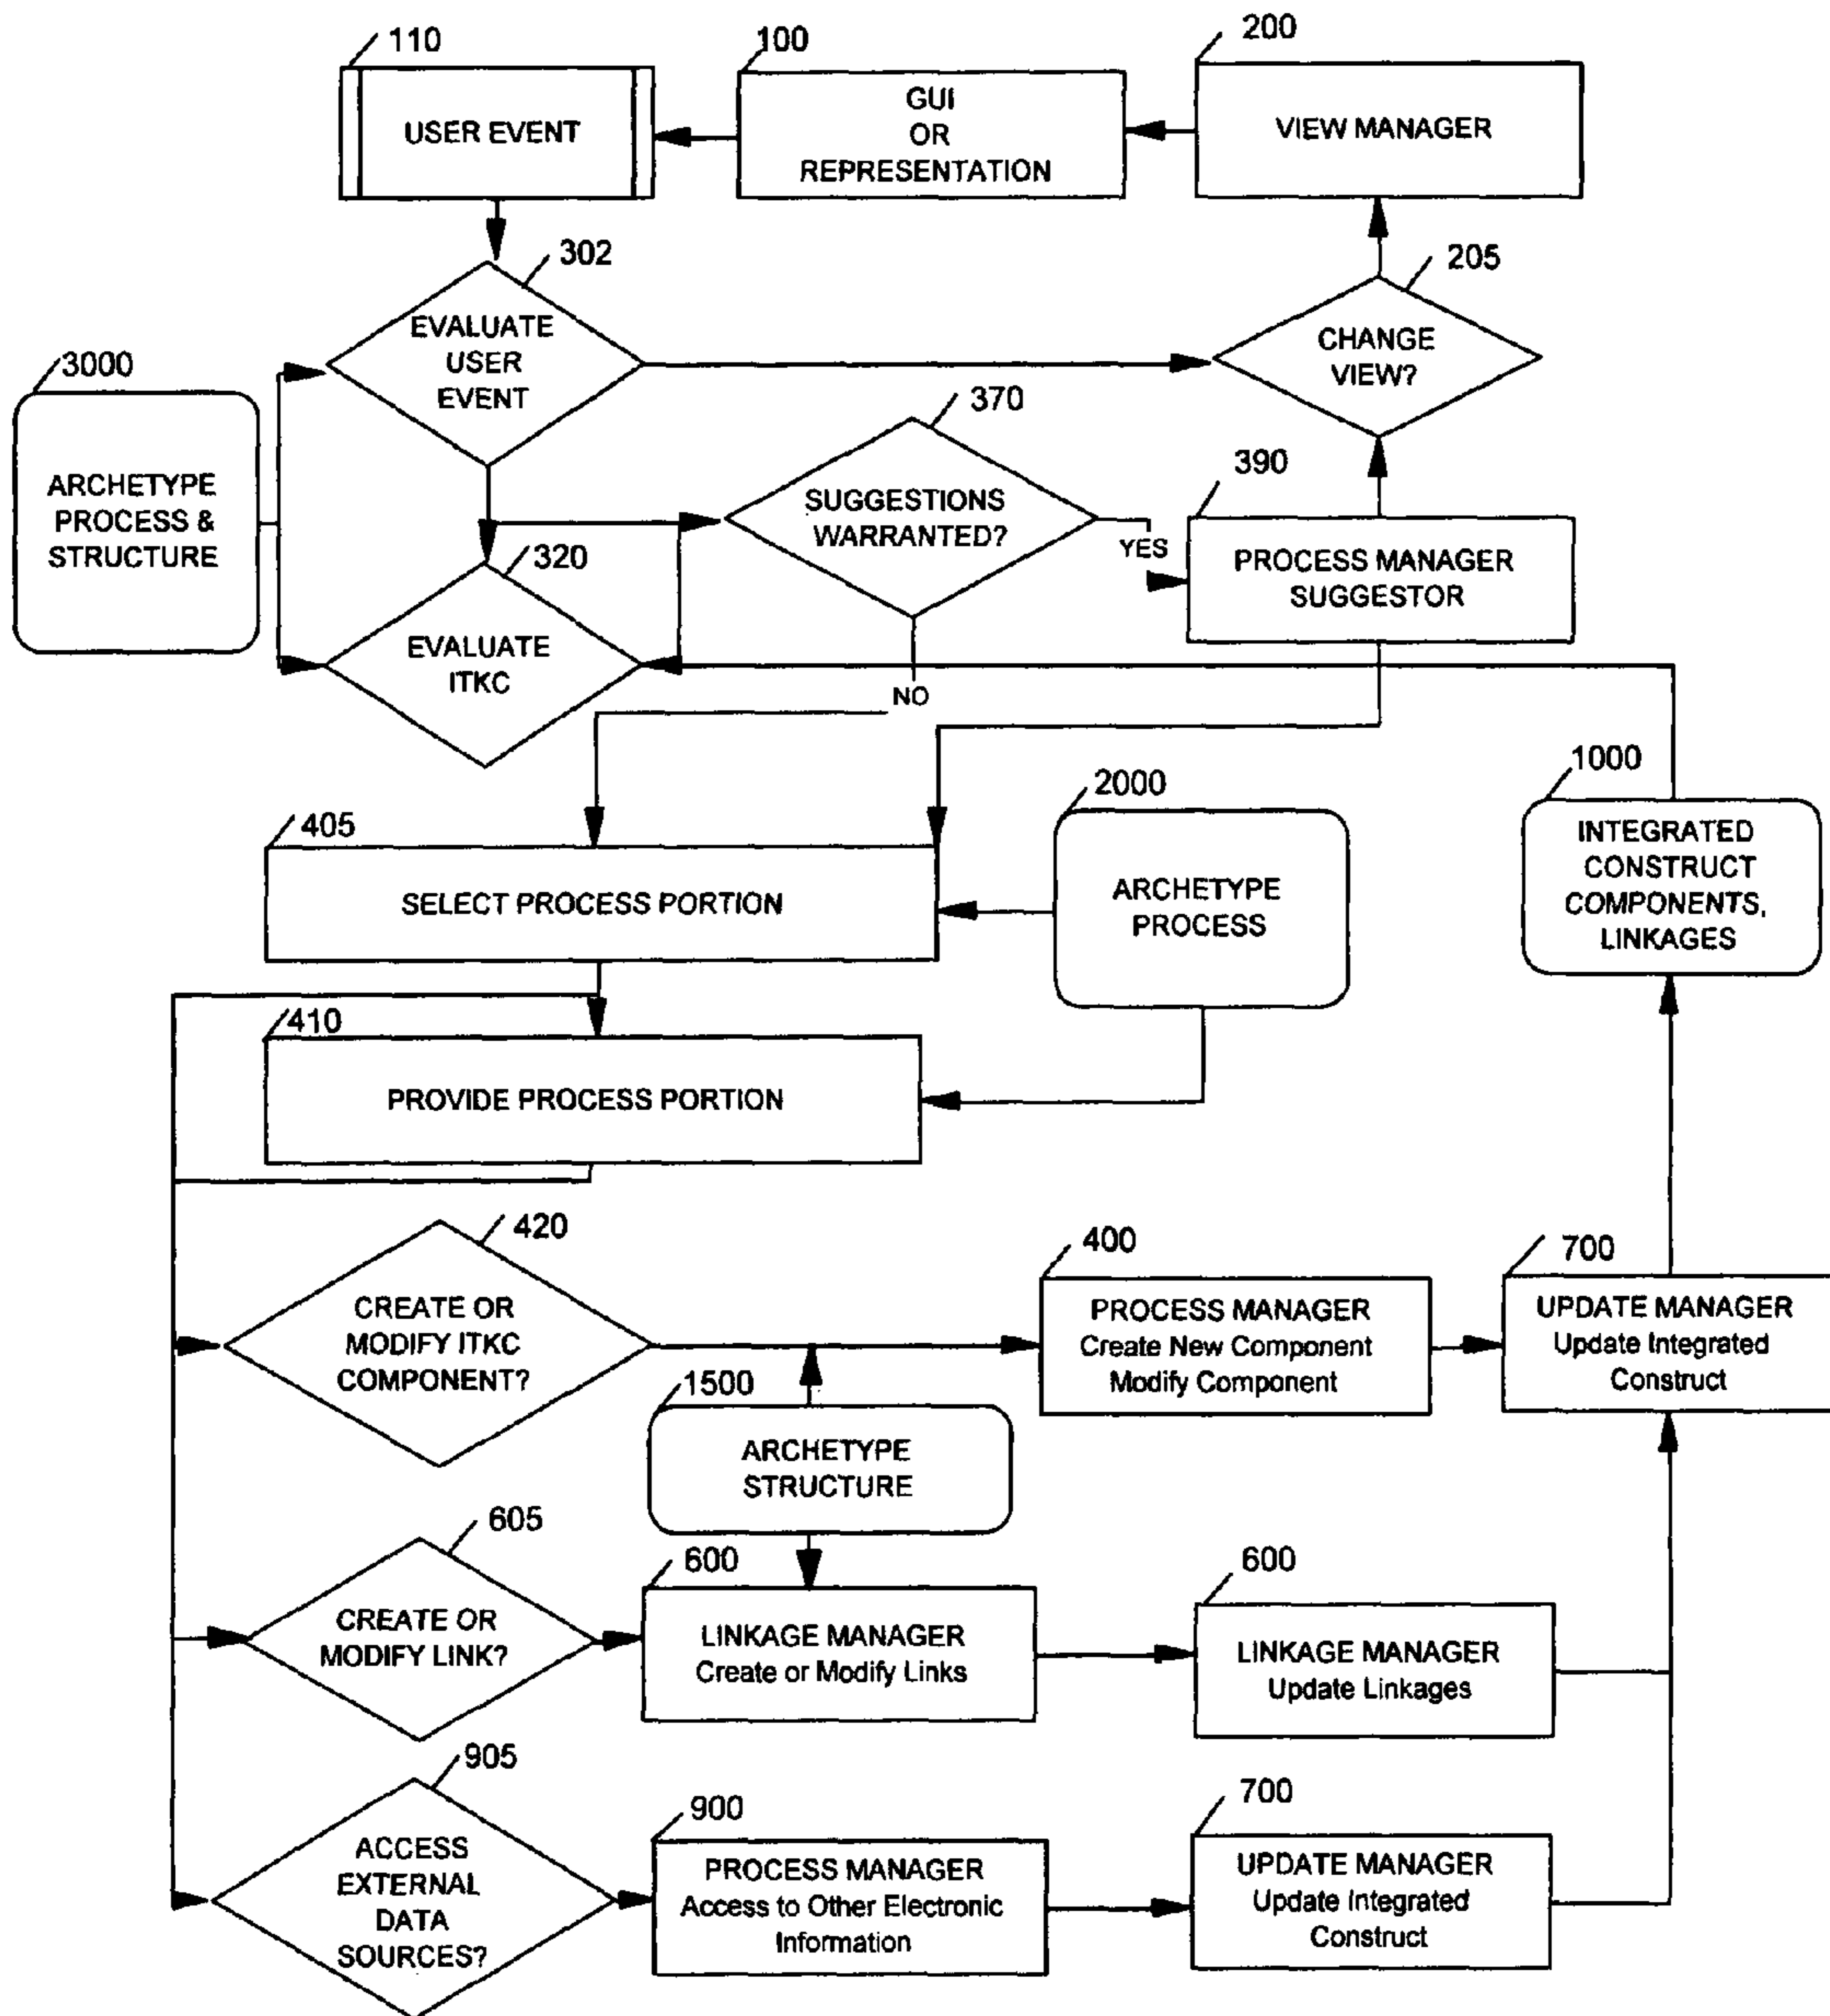 110
100
200
USER EVENT
GUI
OR
REPRESENTATION
VIEW MANAGER
302
205
EVALUATE
USER
EVENT
CHANGE
VIEW?
3000
370
ARCHETYPE
PROCESS &
STRUCTURE
SUGGESTIONS
WARRANTED?
YES
390
PROCESS MANAGER
SUGGESTOR
320
EVALUATE
ITKC
NO
2000
1000
405
SELECT PROCESS PORTION
ARCHETYPE
PROCESS
INTEGRATED
CONSTRUCT
COMPONENTS,
LINKAGES
410
PROVIDE PROCESS PORTION
420
400
700
CREATE OR
MODIFY ITKC
COMPONENT?
PROCESS MANAGER
Create New Component
Modify Component
UPDATE MANAGER
Update Integrated
Construct
1500
ARCHETYPE
STRUCTURE
605
600
600
CREATE OR
MODIFY LINK?
LINKAGE MANAGER
Create or Modify Links
LINKAGE MANAGER
Update Linkages
905
900
700
ACCESS
EXTERNAL
DATA
SOURCES?
PROCESS MANAGER
Access to Other Electronic
Information
UPDATE MANAGER
Update Integrated
Construct